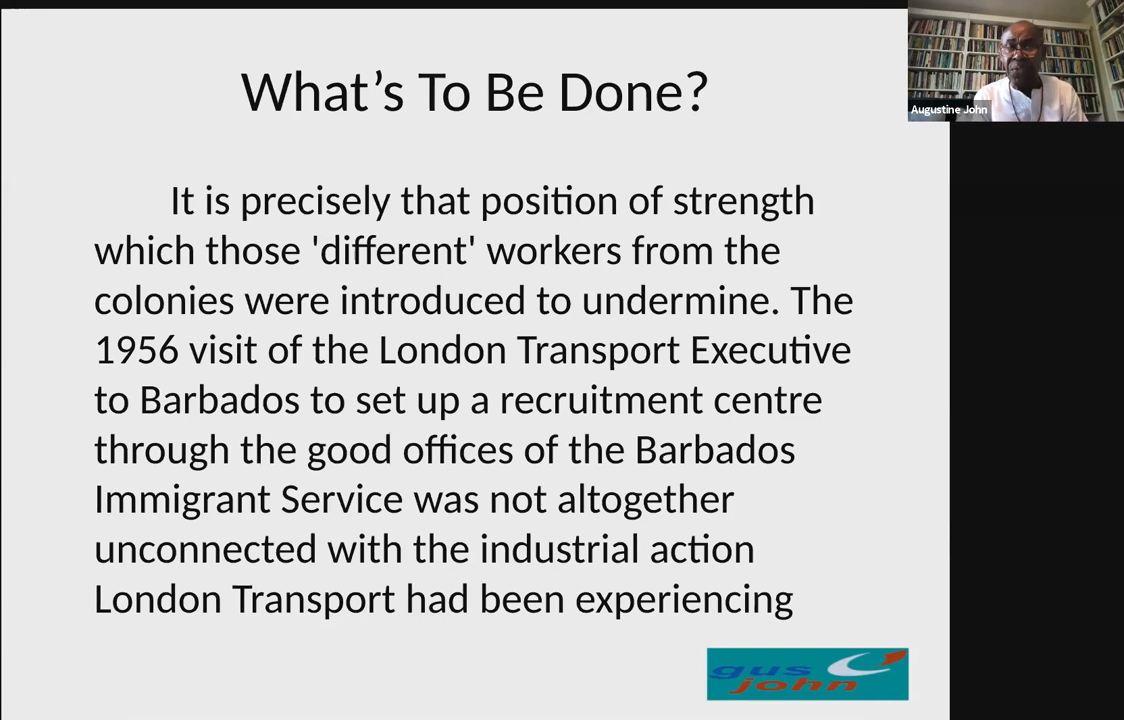 What’s To Be Done?
Augustine John
It is precisely that position of strength
which those 'different' workers from the
colonies were introduced to undermine. The
1956 visit of the London Transport Executive
to Barbados to set up a recruitment centre
through the good offices of the Barbados
Immigrant Service was not altogether
unconnected with the industrial action
London Transport had been experiencing
gus
john